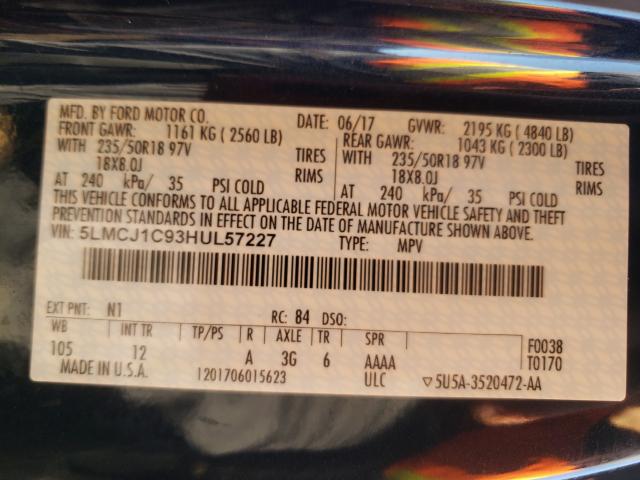 MFD. BY FORD MOTOR CO. DATE: 06/17 GVWR: 2195 KG ( 4840 LB)
FRONT GAWR: 1161 KG ( 2560 LB) REAR GAWR: 1043 KG ( 2300 LB)
WITH 235/50R18 97V TIRES WITH 235/50R18 97V TIRES
18X8.0J RIMS 18X8.0J RIMS
AT 240 kPa/ 35 PSI COLD AT 240 kPa/ 35 PSI COLD
THIS VEHICLE CONFORMS TO ALL APPLICABLE FEDERAL MOTOR VEHICLE SAFETY AND THEFT
PREVENTION STANDARDS IN EFFECT ON THE DATE OF MANUFACTURE SHOWN ABOVE.
VIN: 5LMCJ1C93HUL57227 TYPE: MPV
EXT PNT: N1 RC: 84 DSO:
WB INT TR TP/PS R AXLE TR SPR F0038
105 12 A 3G 6 AAAA T0170
MADE IN U.S.A. 1201706015623 ULC ▽5U5A-3520472-AA